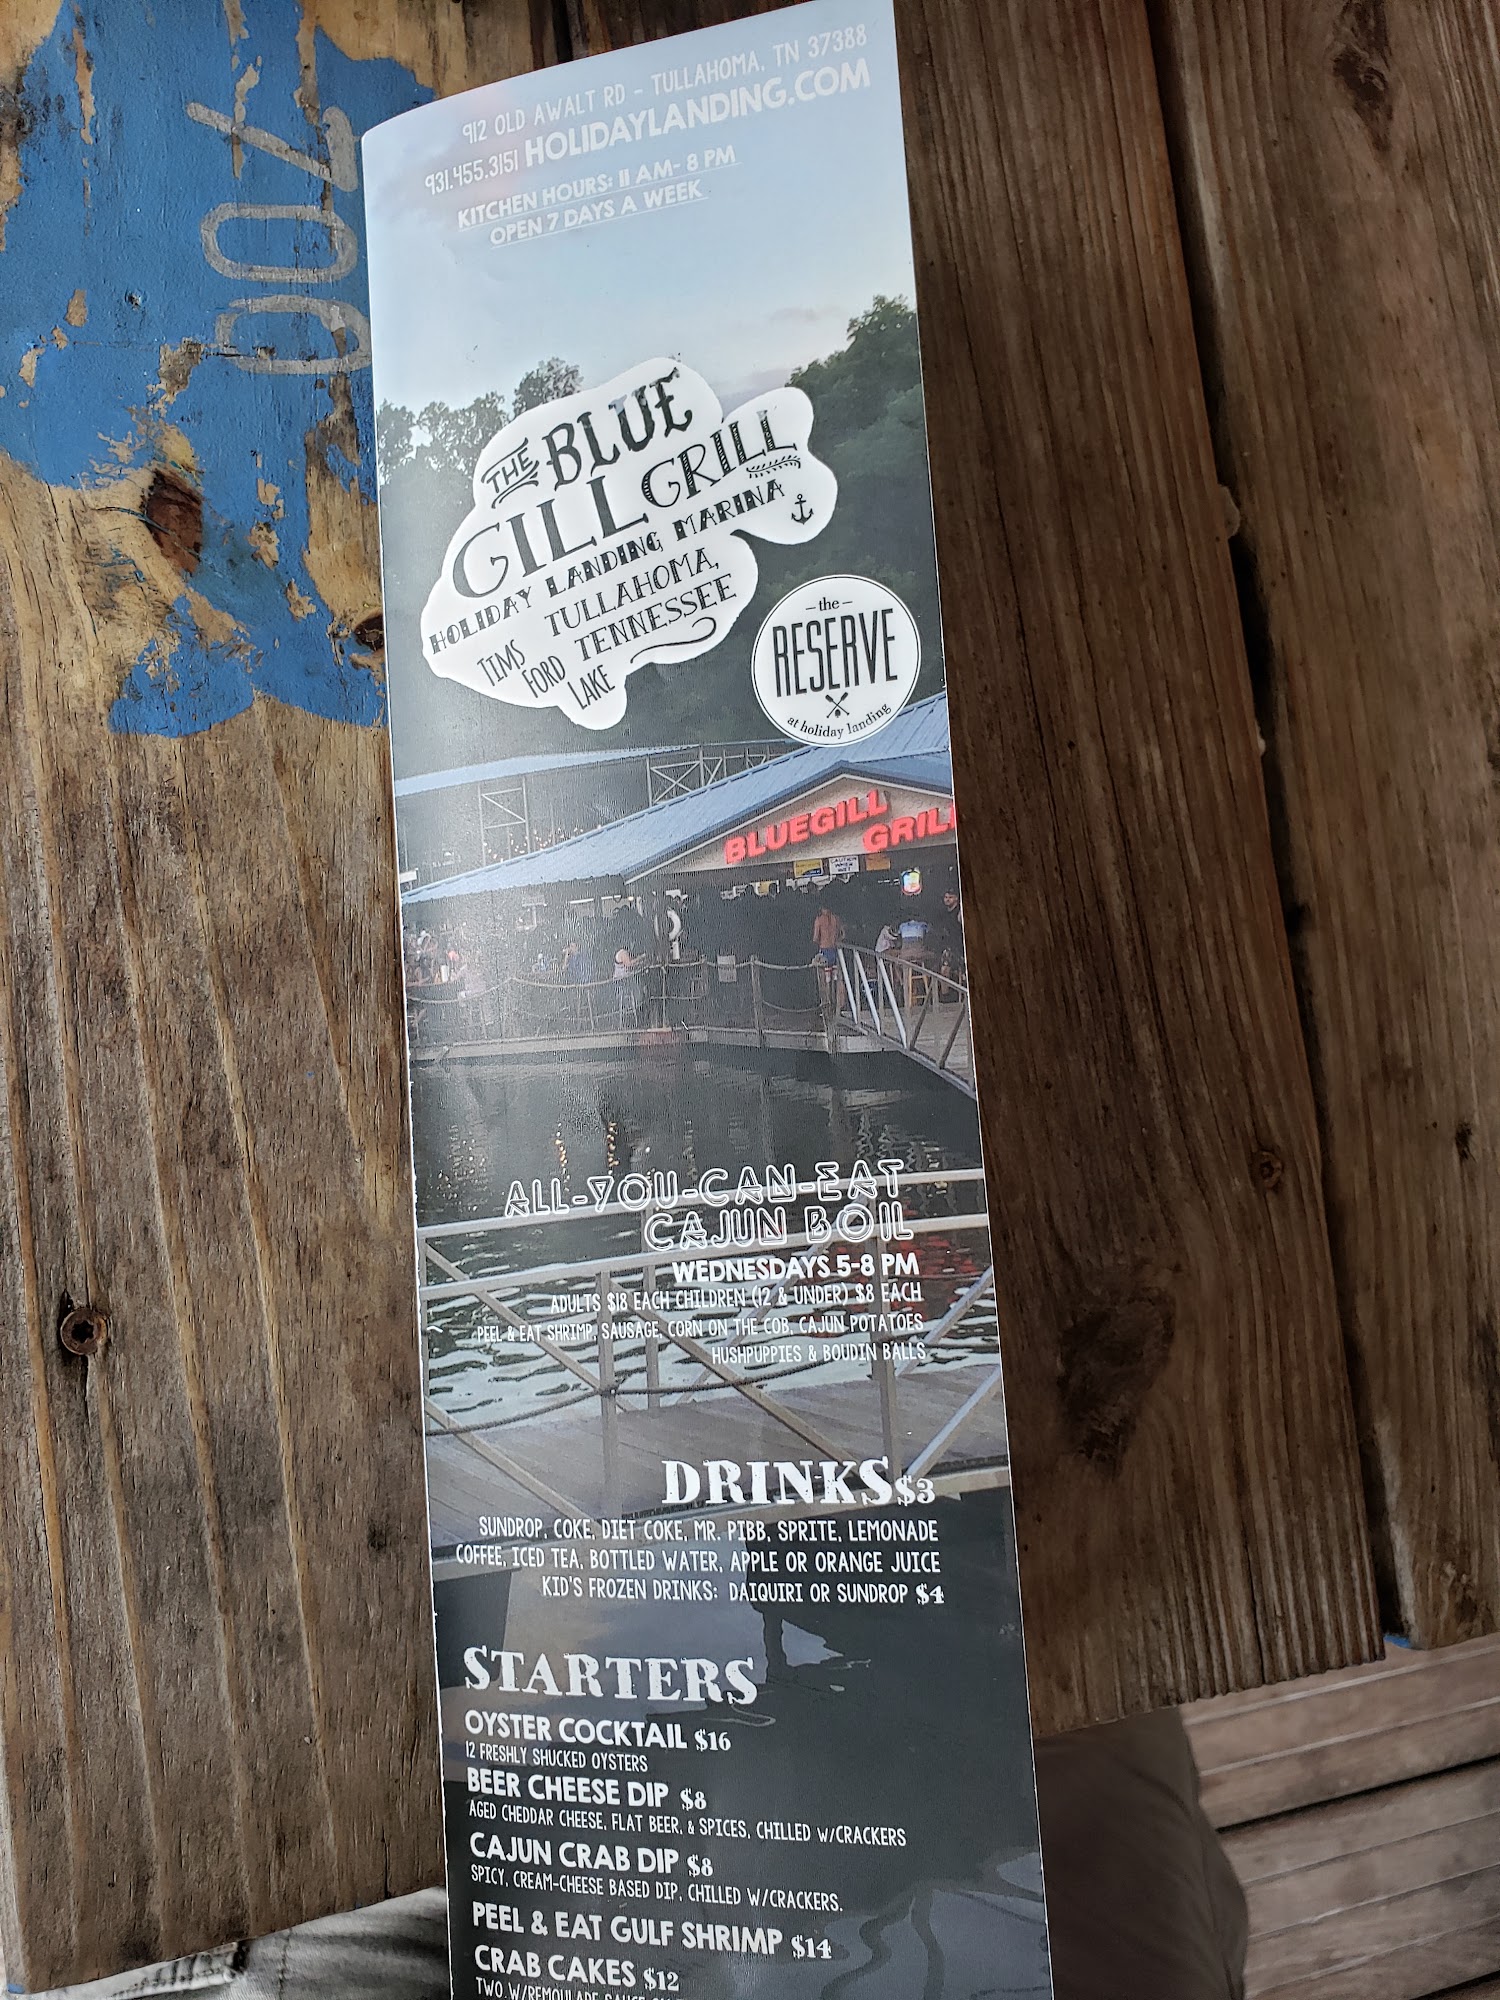 700
912 OLD AWALT RD - TULLAHOMA, TN 37388
931.455.3151 HOLIDAYLANDING.COM
KITCHEN HOURS: 11 AM- 8 PM
OPEN 7 DAYS A WEEK
THE BLUE
GILL GRILL
HOLIDAY LANDING MARINA
TIMS FORD LAKE
TULLAHOMA,
TENNESSEE
-the-
RESERVE
at holiday landing
BLUEGILL
GRILL
CAUTION
WHEN
WET
ALL-YOU-CAN-EAT
CAJUN BOIL
WEDNESDAYS 5-8 PM
ADULTS $18 EACH CHILDREN (12 & UNDER) $8 EACH
PEEL & EAT SHRIMP, SAUSAGE, CORN ON THE COB, CAJUN POTATOES
HUSHPUPPIES & BOUDIN BALLS
DRINKS $3
SUNDROP, COKE, DIET COKE, MR. PIBB, SPRITE, LEMONADE
COFFEE, ICED TEA, BOTTLED WATER, APPLE OR ORANGE JUICE
KID'S FROZEN DRINKS: DAIQUIRI OR SUNDROP $4
STARTERS
OYSTER COCKTAIL $16
12 FRESHLY SHUCKED OYSTERS
BEER CHEESE DIP $8
AGED CHEDDAR CHEESE, FLAT BEER, & SPICES, CHILLED W/CRACKERS
CAJUN CRAB DIP $8
SPICY, CREAM-CHEESE BASED DIP, CHILLED W/CRACKERS.
PEEL & EAT GULF SHRIMP $14
CRAB CAKES $12
TWO W/REMOULADE SAUCE